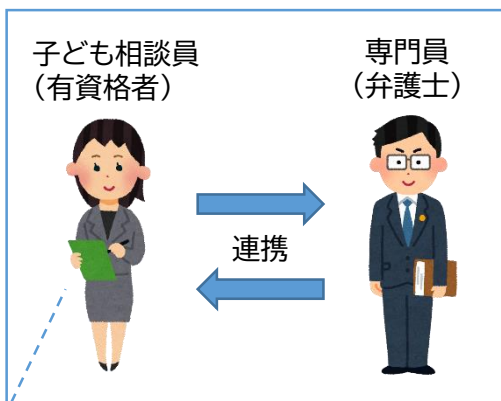 子ども相談員
（有資格者）
専門員
（弁護士）
連携